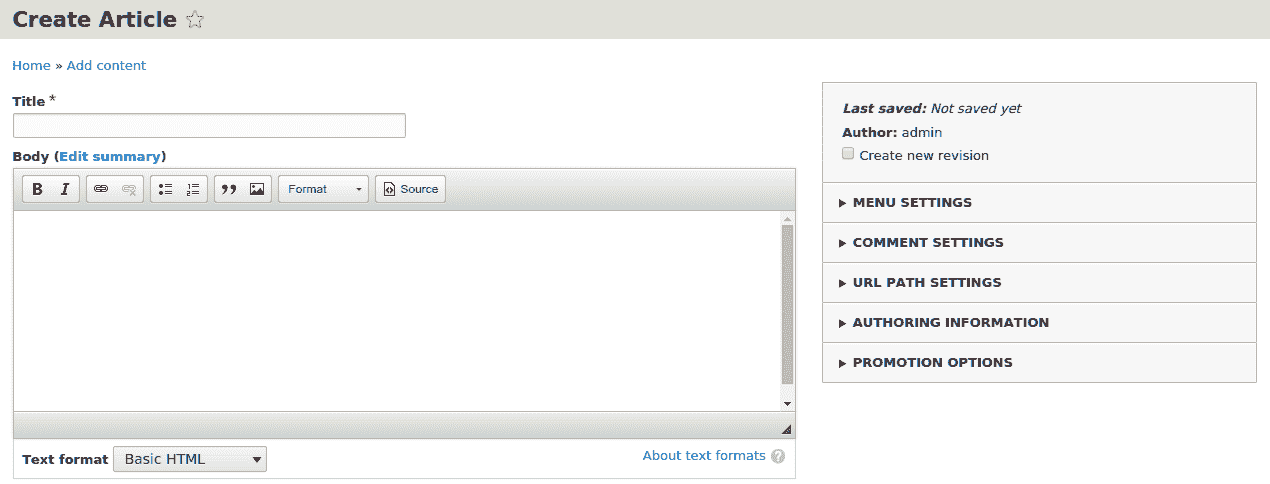 Create Article
Home » Add content
Title *
Body (Edit summary)
B I Format Source
Text format Basic HTML
About text formats ?
Last saved: Not saved yet
Author: admin
Create new revision
MENU SETTINGS
COMMENT SETTINGS
URL PATH SETTINGS
AUTHORING INFORMATION
PROMOTION OPTIONS